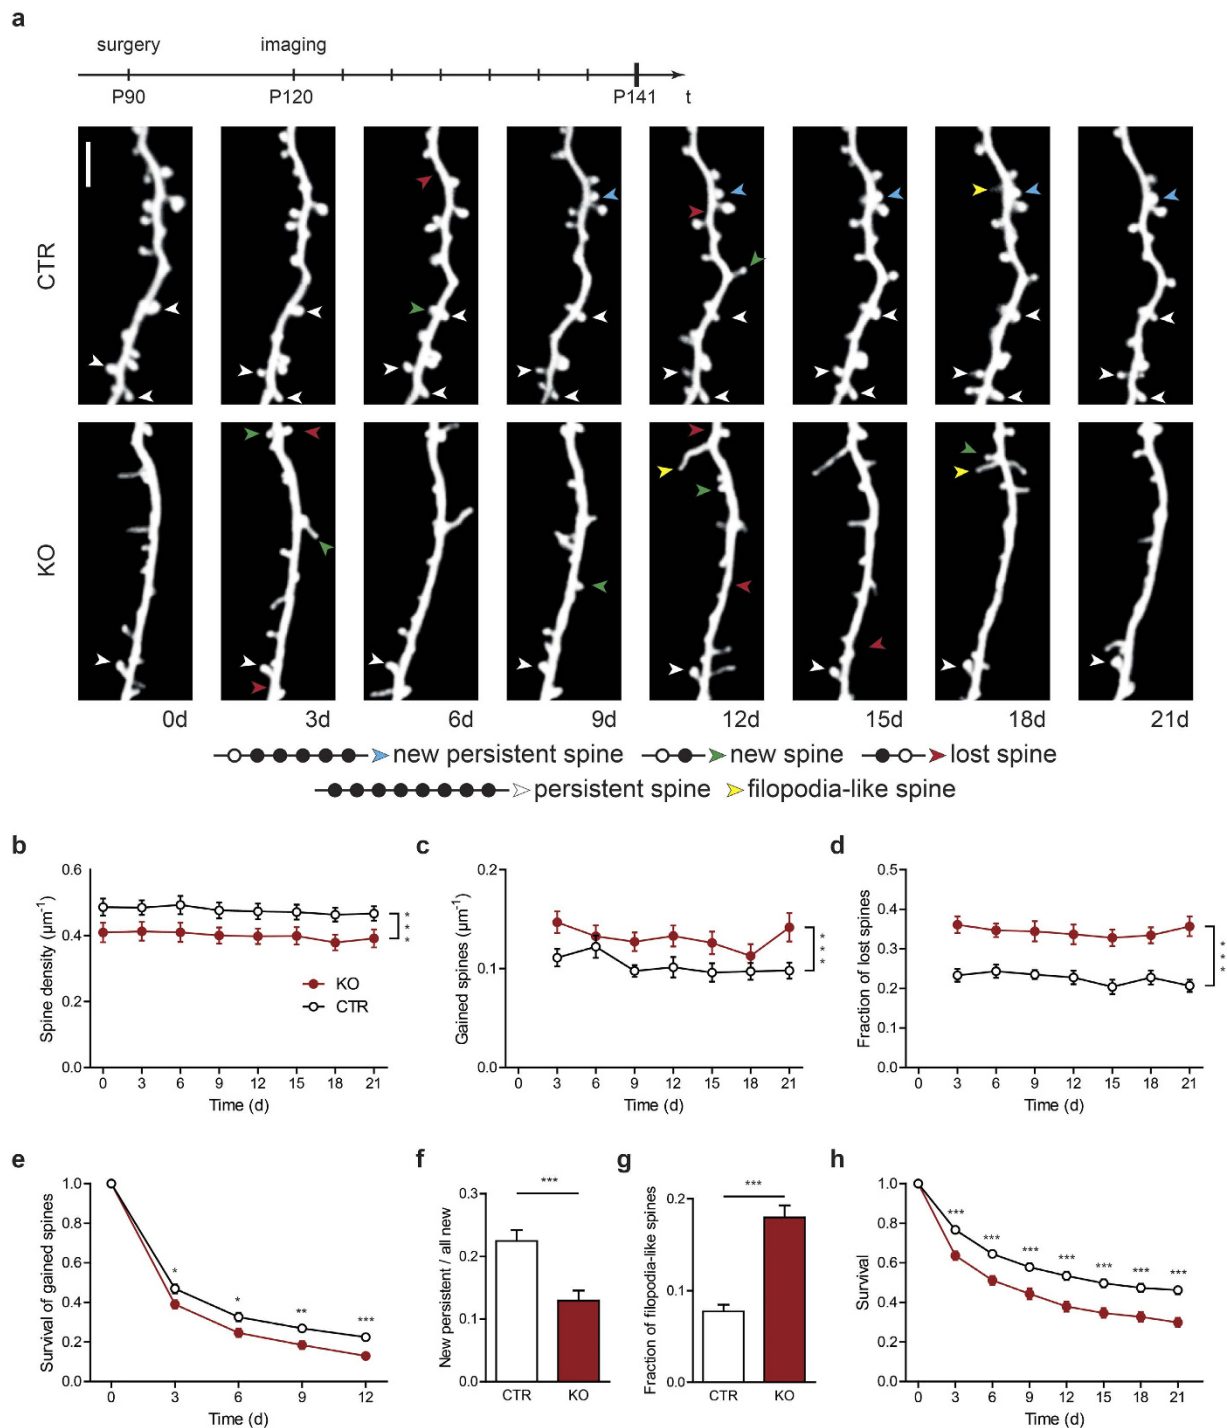 a
surgery imaging
P90 P120 P141 t
CTR
KO
0d 3d 6d 9d 12d 15d 18d 21d
new persistent spine new spine lost spine
persistent spine filopodia-like spine
b
Spine density (µm⁻¹)
0.6
0.4
0.2
0.0
***
KO
CTR
0 3 6 9 12 15 18 21
Time (d)
c
Gained spines (µm⁻¹)
0.2
0.1
0.0
***
0 3 6 9 12 15 18 21
Time (d)
d
Fraction of lost spines
0.5
0.4
0.3
0.2
0.1
0.0
***
0 3 6 9 12 15 18 21
Time (d)
e
Survival of gained spines
1.0
0.8
0.6
0.4
0.2
0.0
* * ** ***
0 3 6 9 12
Time (d)
f
New persistent / all new
0.3
0.2
0.1
0.0
***
CTR KO
g
Fraction of filopodia-like spines
0.2
0.1
0.0
***
CTR KO
h
Survival
1.0
0.8
0.6
0.4
0.2
0.0
*** *** *** *** *** *** ***
0 3 6 9 12 15 18 21
Time (d)